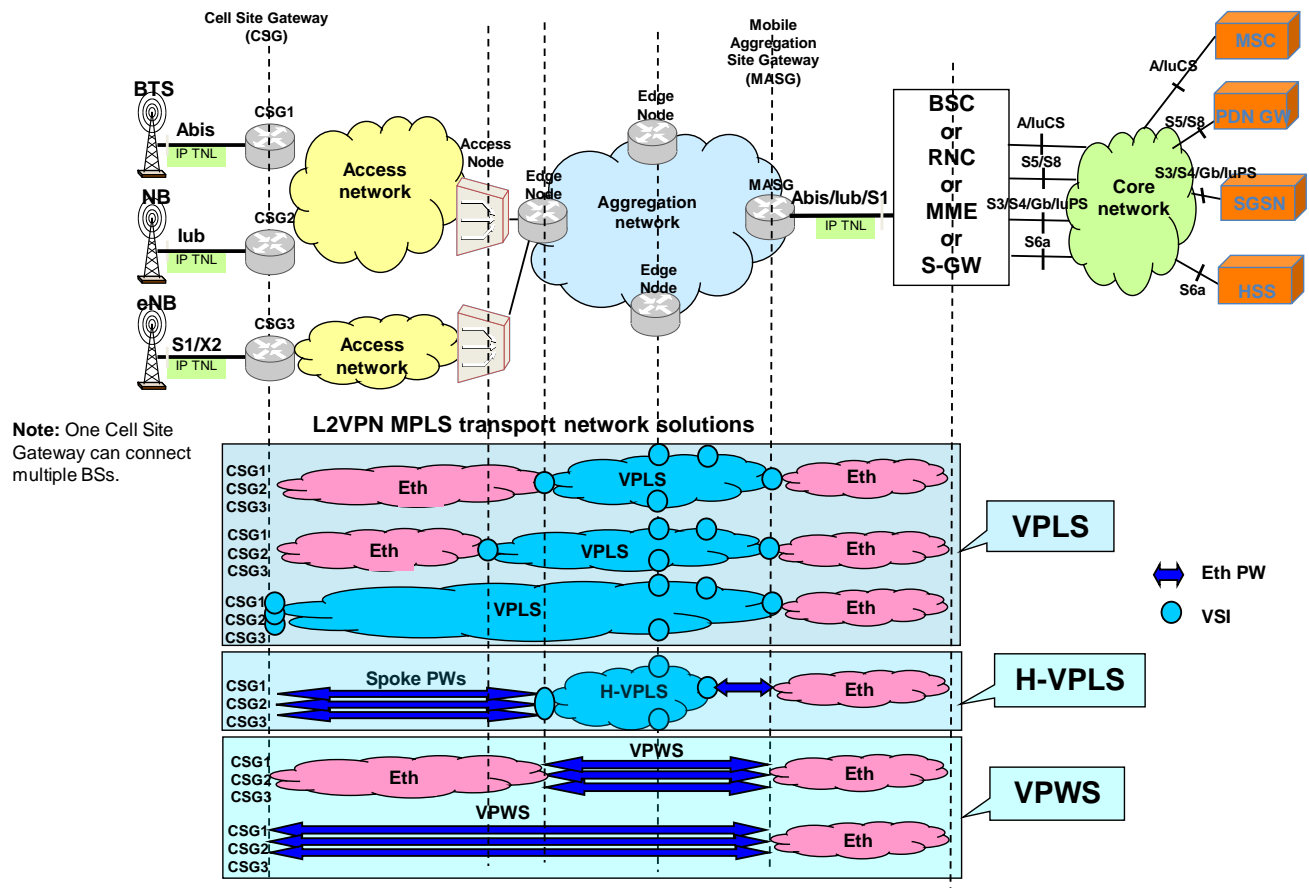 Cell Site Gateway
(CSG)
Mobile
Aggregation
Site Gateway
(MASG)
MSC
A/IuCS
BTS
CSG1
Abis
IP TNL
Edge
Node
BSC
or
RNC
or
MME
or
S-GW
PDN GW
S5/S8
A/IuCS
S5/S8
S3/S4/Gb/IuPS
S6a
Access
network
Access
Node
Edge
Node
Aggregation
network
MASG
Abis/Iub/S1
IP TNL
Core
network
S3/S4/Gb/IuPS
SGSN
NB
CSG2
Iub
IP TNL
Edge
Node
S6a
HSS
eNB
CSG3
S1/X2
IP TNL
Access
network
Note: One Cell Site
Gateway can connect
multiple BSs.
L2VPN MPLS transport network solutions
CSG1
CSG2
CSG3
Eth
VPLS
Eth
CSG1
CSG2
CSG3
Eth
VPLS
Eth
CSG1
CSG2
CSG3
VPLS
Eth
VPLS
Eth PW
VSI
CSG1
CSG2
CSG3
Spoke PWs
H-VPLS
Eth
H-VPLS
CSG1
CSG2
CSG3
Eth
VPWS
Eth
CSG1
CSG2
CSG3
VPWS
Eth
VPWS